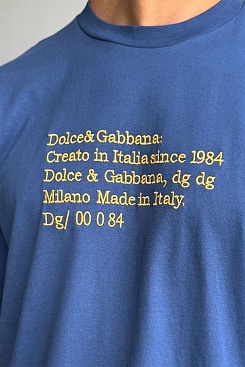 Dolce&Gabbana:
Creato in Italia since 1984
Dolce & Gabbana, dg dg
Milano Made in Italy,
Dg/ 00 0 84